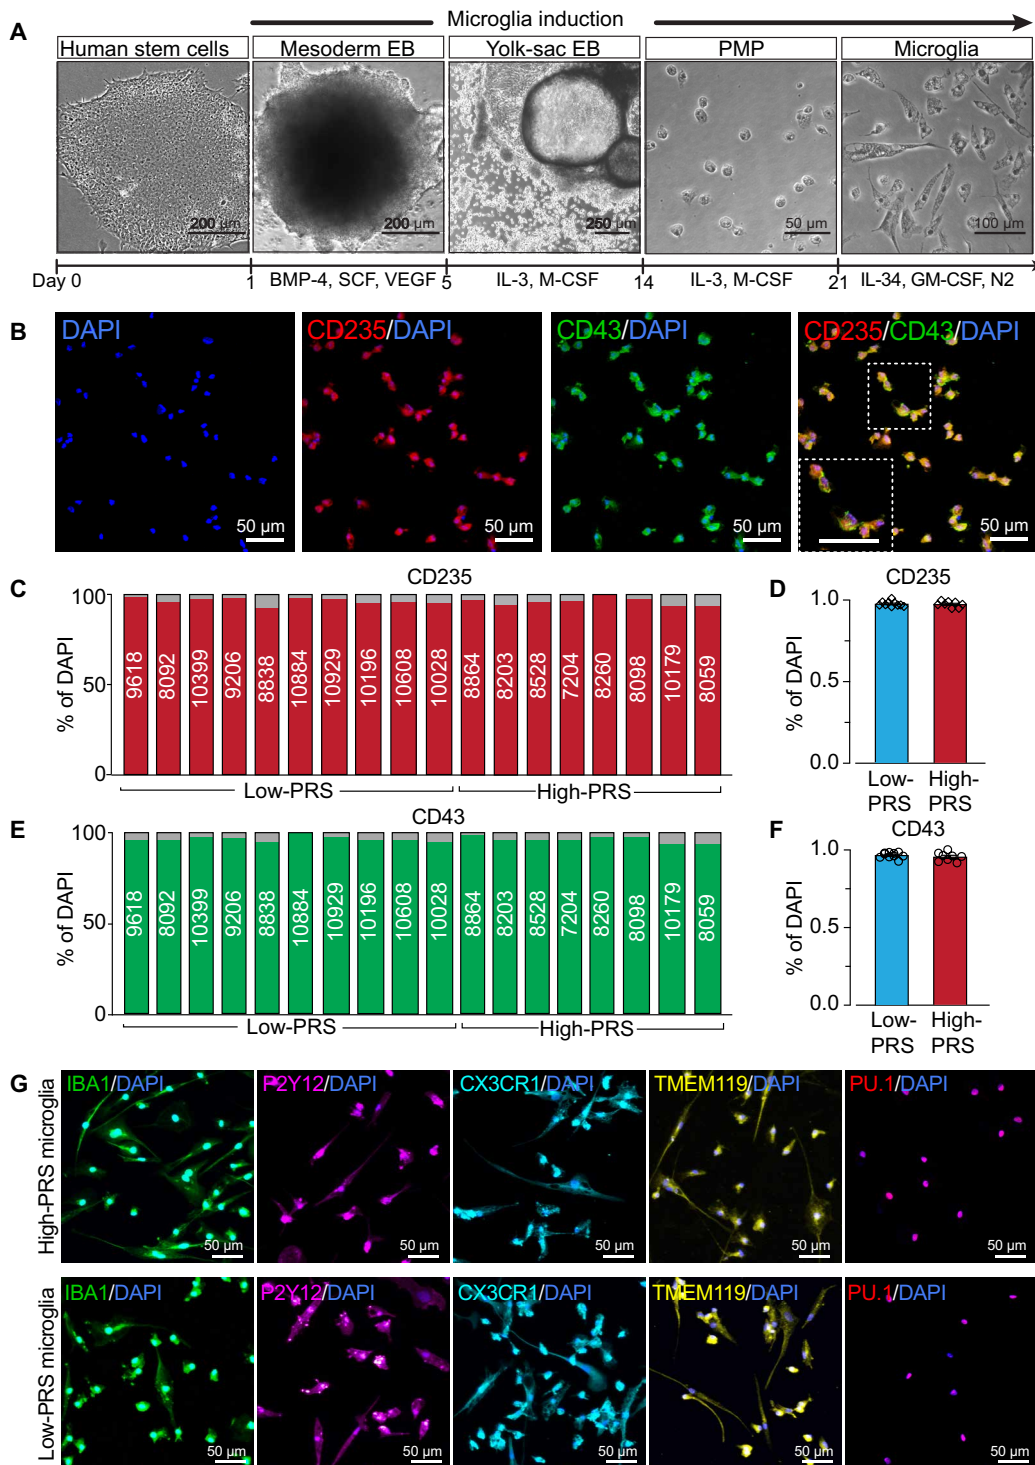 Microglia induction
A
Human stem cells
Mesoderm EB
Yolk-sac EB
PMP
Microglia
200 µm
200 µm
250 µm
50 µm
100 µm
Day 0
1
BMP-4, SCF, VEGF
5
IL-3, M-CSF
14
IL-3, M-CSF
21
IL-34, GM-CSF, N2
B
DAPI
CD235/DAPI
CD43/DAPI
CD235/CD43/DAPI
50 µm
50 µm
50 µm
50 µm
C
CD235
% of DAPI
100
50
0
9618
8092
10399
9206
8838
10884
10929
10196
10608
10028
8864
8203
8528
7204
8260
8098
10179
8059
Low-PRS
High-PRS
D
CD235
% of DAPI
1.0
0.5
0.0
Low-
PRS
High-
PRS
E
CD43
% of DAPI
100
50
0
9618
8092
10399
9206
8838
10884
10929
10196
10608
10028
8864
8203
8528
7204
8260
8098
10179
8059
Low-PRS
High-PRS
F
CD43
% of DAPI
1.0
0.5
0.0
Low-
PRS
High-
PRS
G
High-PRS microglia
IBA1/DAPI
P2Y12/DAPI
CX3CR1/DAPI
TMEM119/DAPI
PU.1/DAPI
50 µm
50 µm
50 µm
50 µm
50 µm
Low-PRS microglia
IBA1/DAPI
P2Y12/DAPI
CX3CR1/DAPI
TMEM119/DAPI
PU.1/DAPI
50 µm
50 µm
50 µm
50 µm
50 µm